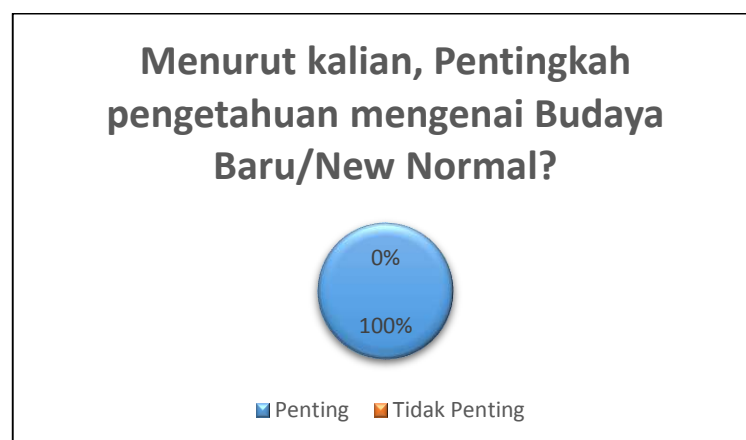 Menurut kalian, Pentingkah
pengetahuan mengenai Budaya
Baru/New Normal?
0%
100%
Penting Tidak Penting